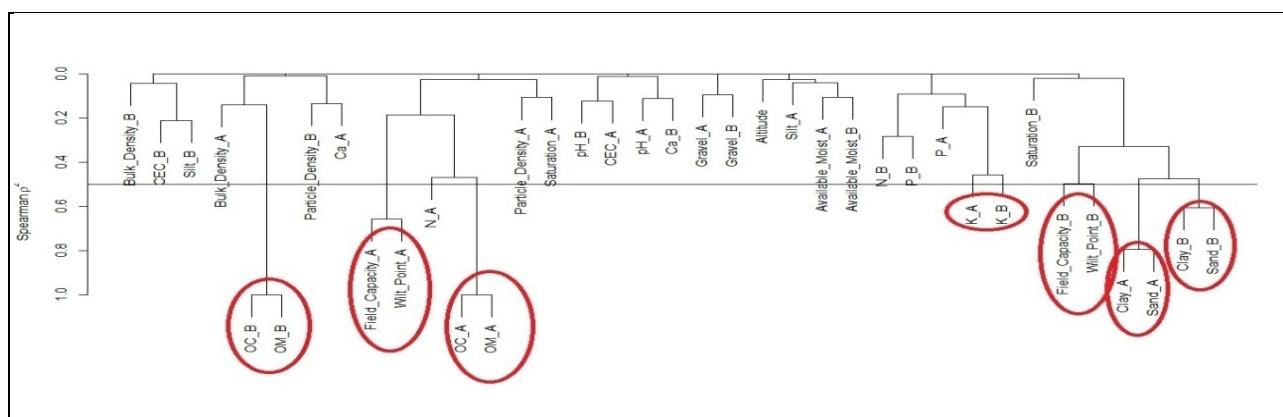 Spearman ρ²
0.0
0.2
0.4
0.6
0.8
1.0
Bulk_Density_B
CEC_B
Silt_B
Bulk_Density_A
OC_B
OM_B
Particle_Density_B
Ca_A
Field_Capacity_A
Wilt_Point_A
N_A
OC_A
OM_A
Particle_Density_A
Saturation_A
pH_B
CEC_A
pH_A
Ca_B
Gravel_A
Gravel_B
Altitude
Silt_A
Available_Moist_A
Available_Moist_B
N_B
P_B
P_A
K_A
K_B
Saturation_B
Field_Capacity_B
Wilt_Point_B
Clay_A
Sand_A
Clay_B
Sand_B